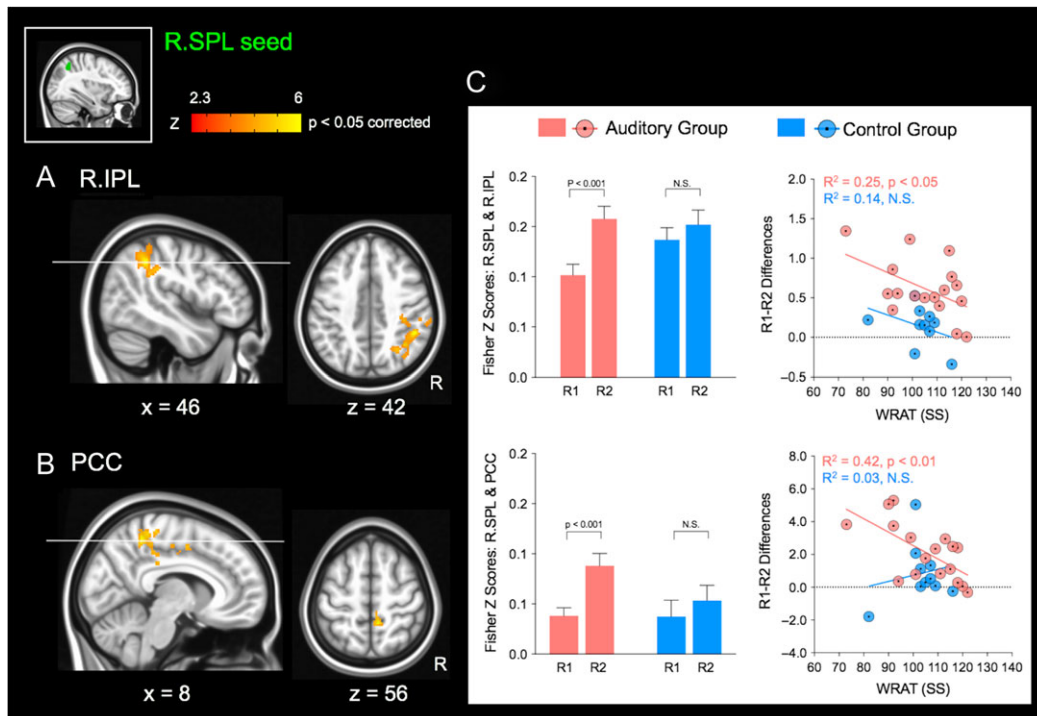 R.SPL seed
2.3 6
Z p < 0.05 corrected
A R.IPL
R
x = 46 z = 42
B PCC
R
x = 8 z = 56
C
Auditory Group Control Group
Fisher Z Scores: R.SPL & R.IPL
0.2
0.2
0.1
0.1
0.0
P < 0.001 N.S.
R1 R2 R1 R2
R² = 0.25, p < 0.05
R² = 0.14, N.S.
R1-R2 Differences
2.0
1.5
1.0
0.5
0.0
−0.5
60 70 80 90 100 110 120 130 140
WRAT (SS)
Fisher Z Scores: R.SPL & PCC
0.2
0.2
0.1
0.1
0.0
p < 0.001 N.S.
R1 R2 R1 R2
R² = 0.42, p < 0.01
R² = 0.03, N.S.
R1-R2 Differences
8.0
6.0
4.0
2.0
0.0
−2.0
−4.0
60 70 80 90 100 110 120 130 140
WRAT (SS)